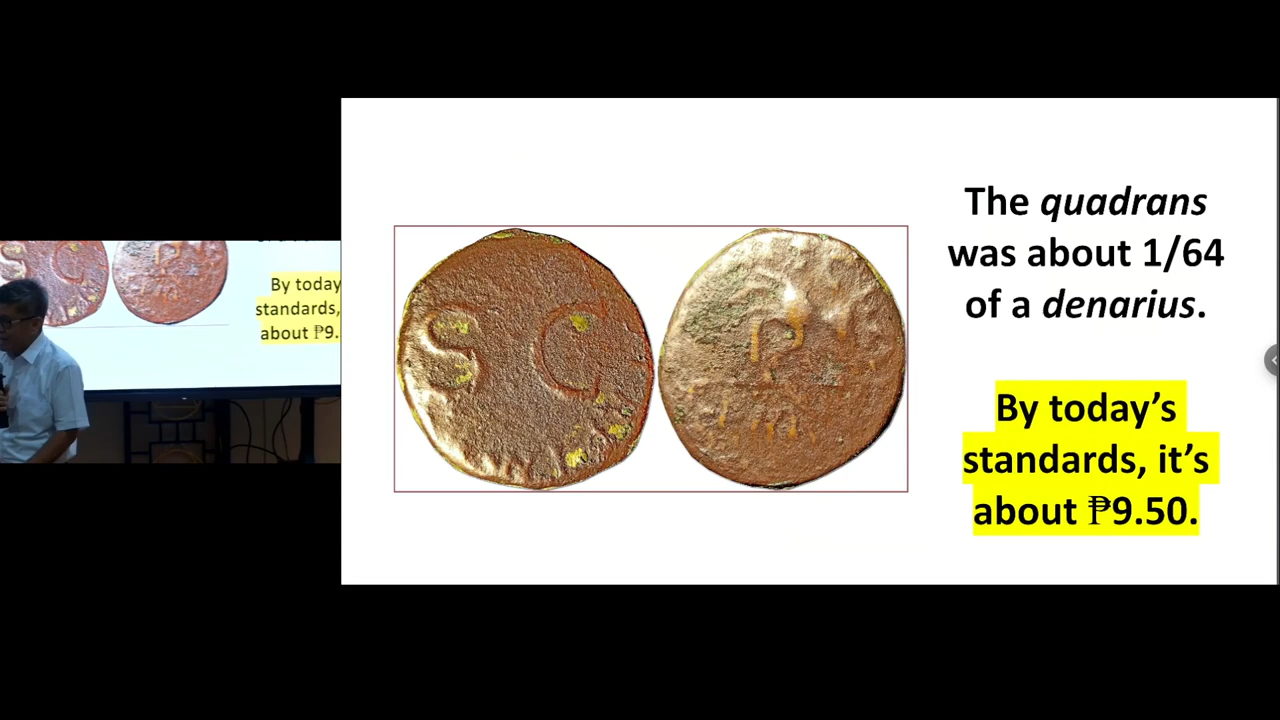 By today
standards,
about ₱9.
S C
P
The quadrans
was about 1/64
of a denarius.
By today's
standards, it's
about ₱9.50.